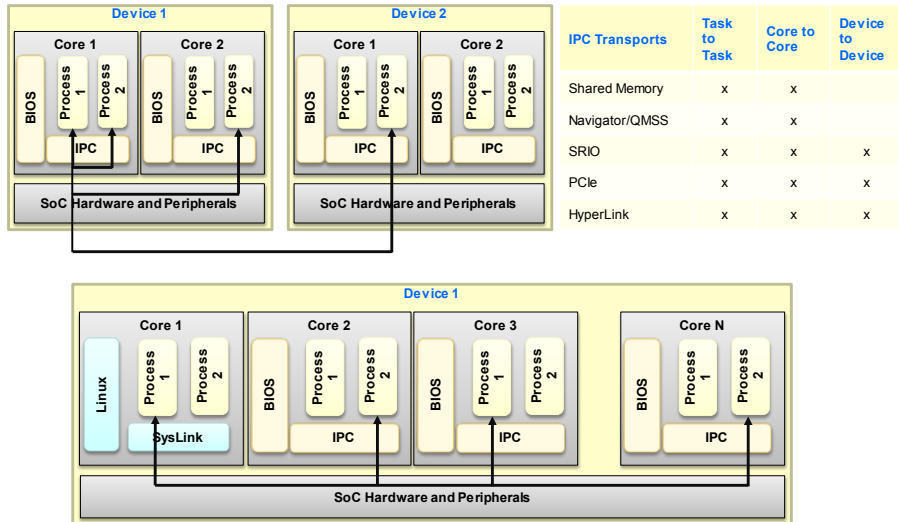 Device 1
Core 1
Core 2
BIOS
Process 1
Process 2
IPC
BIOS
Process 1
Process 2
IPC
SoC Hardware and Peripherals
Device 2
Core 1
Core 2
BIOS
Process 1
Process 2
IPC
BIOS
Process 1
Process 2
IPC
SoC Hardware and Peripherals
IPC Transports Task to Task Core to Core Device to Device
Shared Memory x x
Navigator/QMSS x x
SRIO x x x
PCIe x x x
HyperLink x x x
Device 1
Core 1
Linux
Process 1
Process 2
SysLink
Core 2
BIOS
Process 1
Process 2
IPC
Core 3
BIOS
Process 1
Process 2
IPC
Core N
BIOS
Process 1
Process 2
IPC
SoC Hardware and Peripherals